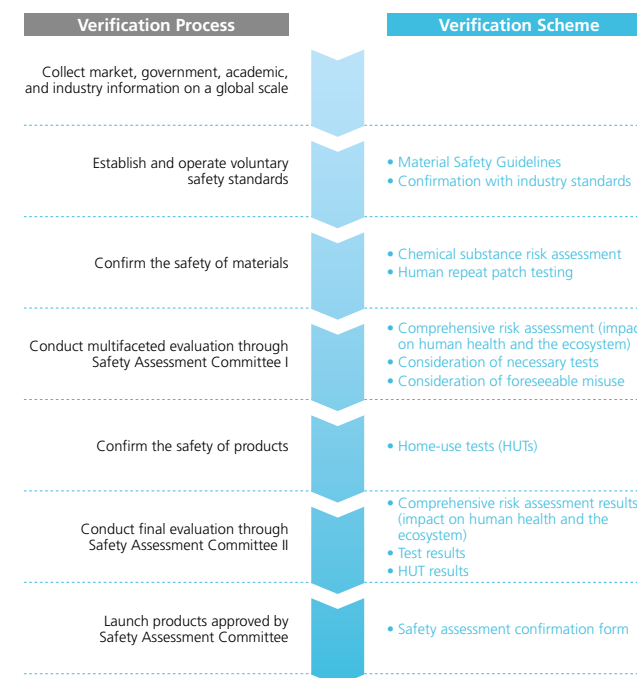 Verification Process
Verification Scheme
Collect market, government, academic,
and industry information on a global scale
Establish and operate voluntary
safety standards
• Material Safety Guidelines
• Confirmation with industry standards
Confirm the safety of materials
• Chemical substance risk assessment
• Human repeat patch testing
Conduct multifaceted evaluation through
Safety Assessment Committee I
• Comprehensive risk assessment (impac
on human health and the ecosystem)
• Consideration of necessary tests
• Consideration of foreseeable misuse
Confirm the safety of products
• Home-use tests (HUTs)
Conduct final evaluation through
Safety Assessment Committee II
• Comprehensive risk assessment results
(impact on human health and the
ecosystem)
• Test results
• HUT results
Launch products approved by
Safety Assessment Committee
• Safety assessment confirmation form